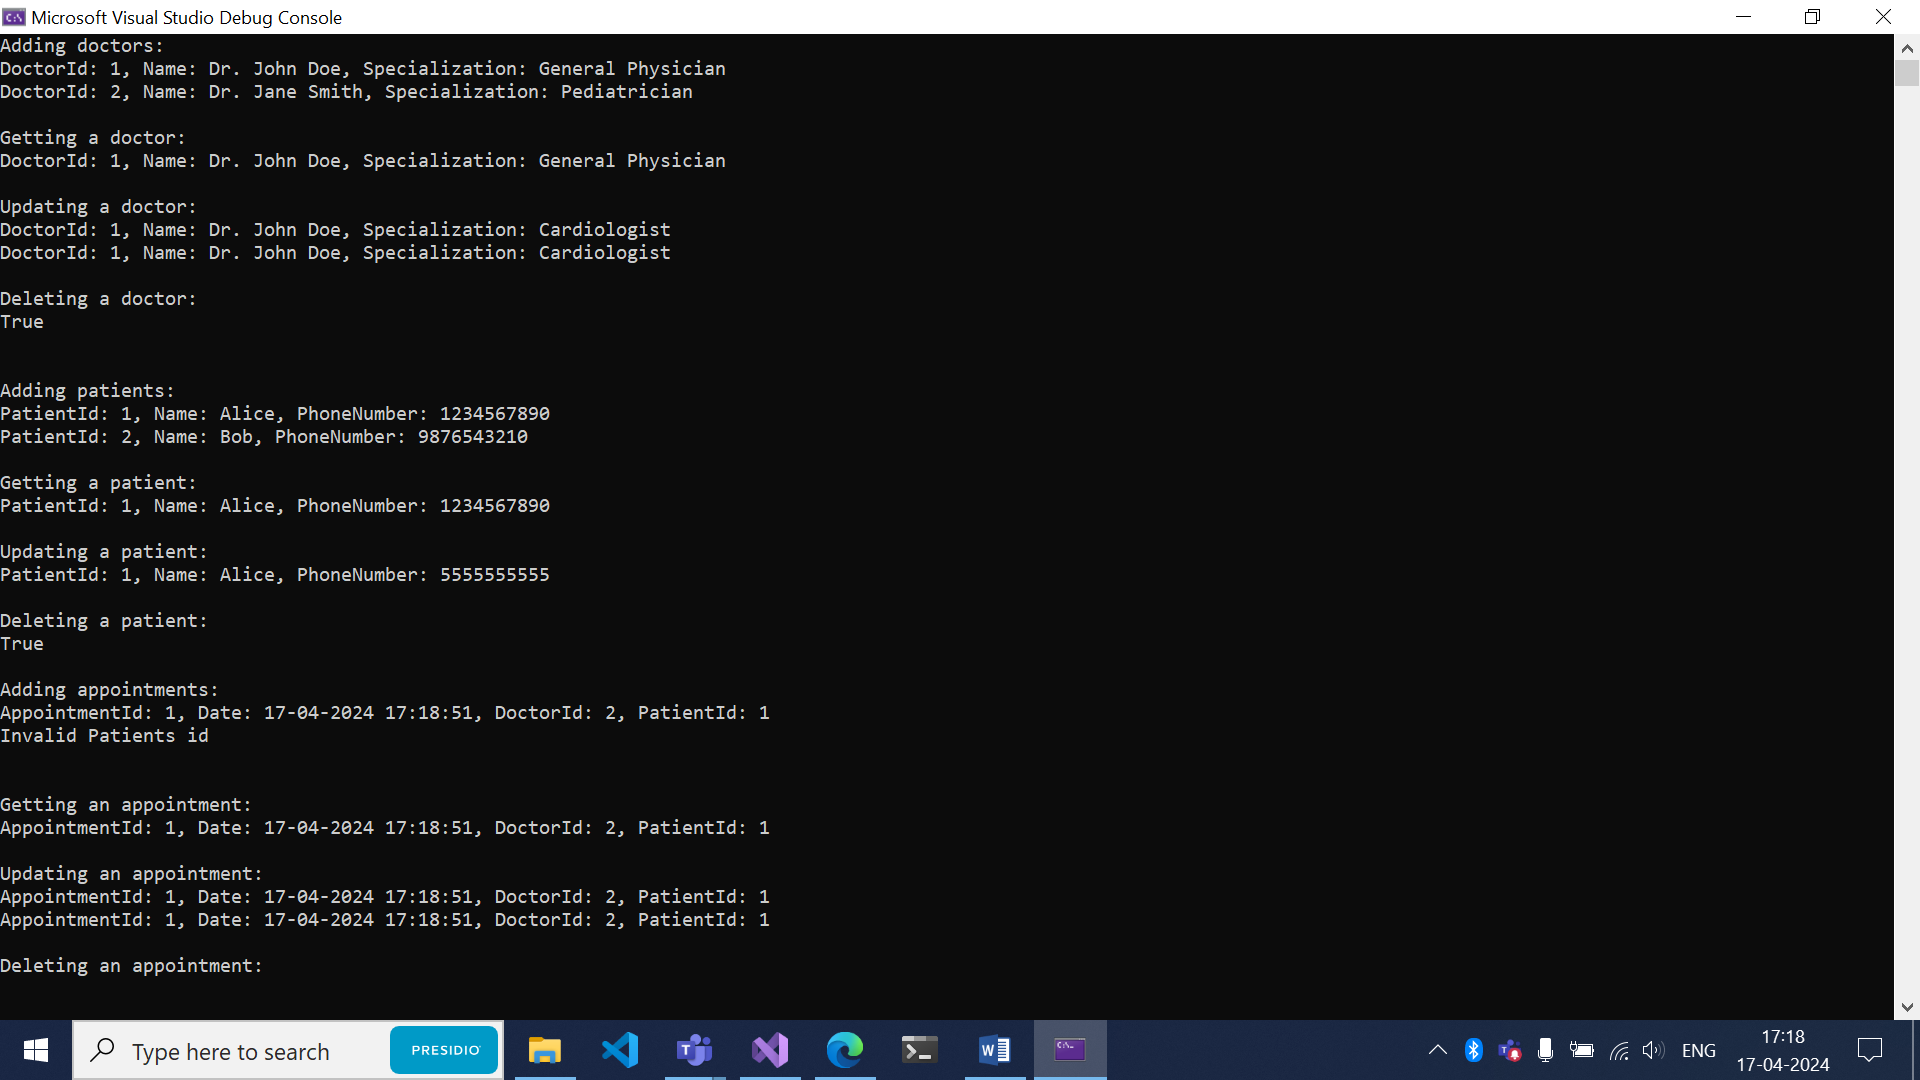 Microsoft Visual Studio Debug Console
Adding doctors:
DoctorId: 1, Name: Dr. John Doe, Specialization: General Physician
DoctorId: 2, Name: Dr. Jane Smith, Specialization: Pediatrician
Getting a doctor:
DoctorId: 1, Name: Dr. John Doe, Specialization: General Physician
Updating a doctor:
DoctorId: 1, Name: Dr. John Doe, Specialization: Cardiologist
DoctorId: 1, Name: Dr. John Doe, Specialization: Cardiologist
Deleting a doctor:
True
Adding patients:
PatientId: 1, Name: Alice, PhoneNumber: 1234567890
PatientId: 2, Name: Bob, PhoneNumber: 9876543210
Getting a patient:
PatientId: 1, Name: Alice, PhoneNumber: 1234567890
Updating a patient:
PatientId: 1, Name: Alice, PhoneNumber: 5555555555
Deleting a patient:
True
Adding appointments:
AppointmentId: 1, Date: 17-04-2024 17:18:51, DoctorId: 2, PatientId: 1
Invalid Patients id
Getting an appointment:
AppointmentId: 1, Date: 17-04-2024 17:18:51, DoctorId: 2, PatientId: 1
Updating an appointment:
AppointmentId: 1, Date: 17-04-2024 17:18:51, DoctorId: 2, PatientId: 1
AppointmentId: 1, Date: 17-04-2024 17:18:51, DoctorId: 2, PatientId: 1
Deleting an appointment:
Type here to search
PRESIDIO
ENG
17:18
17-04-2024